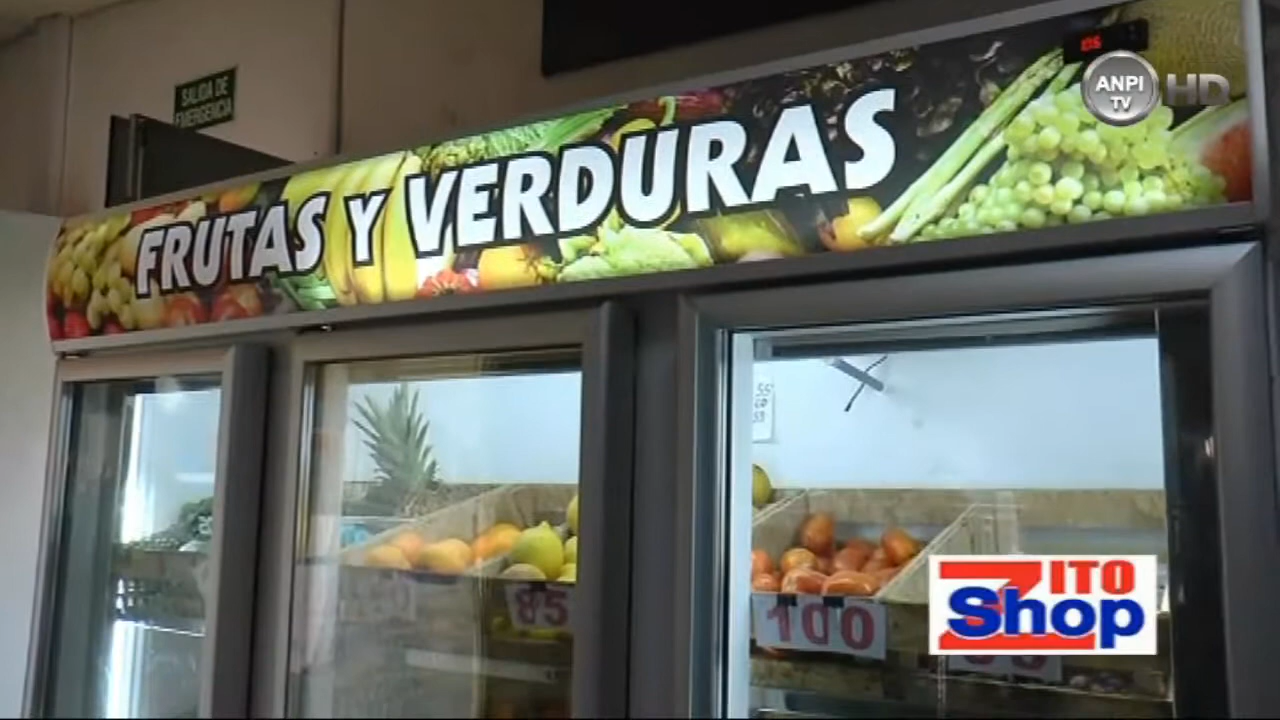 SALIDA DE
EMERGENCIA
ANPI
TV
HD
FRUTAS Y VERDURAS
85
100
ZITO
Shop